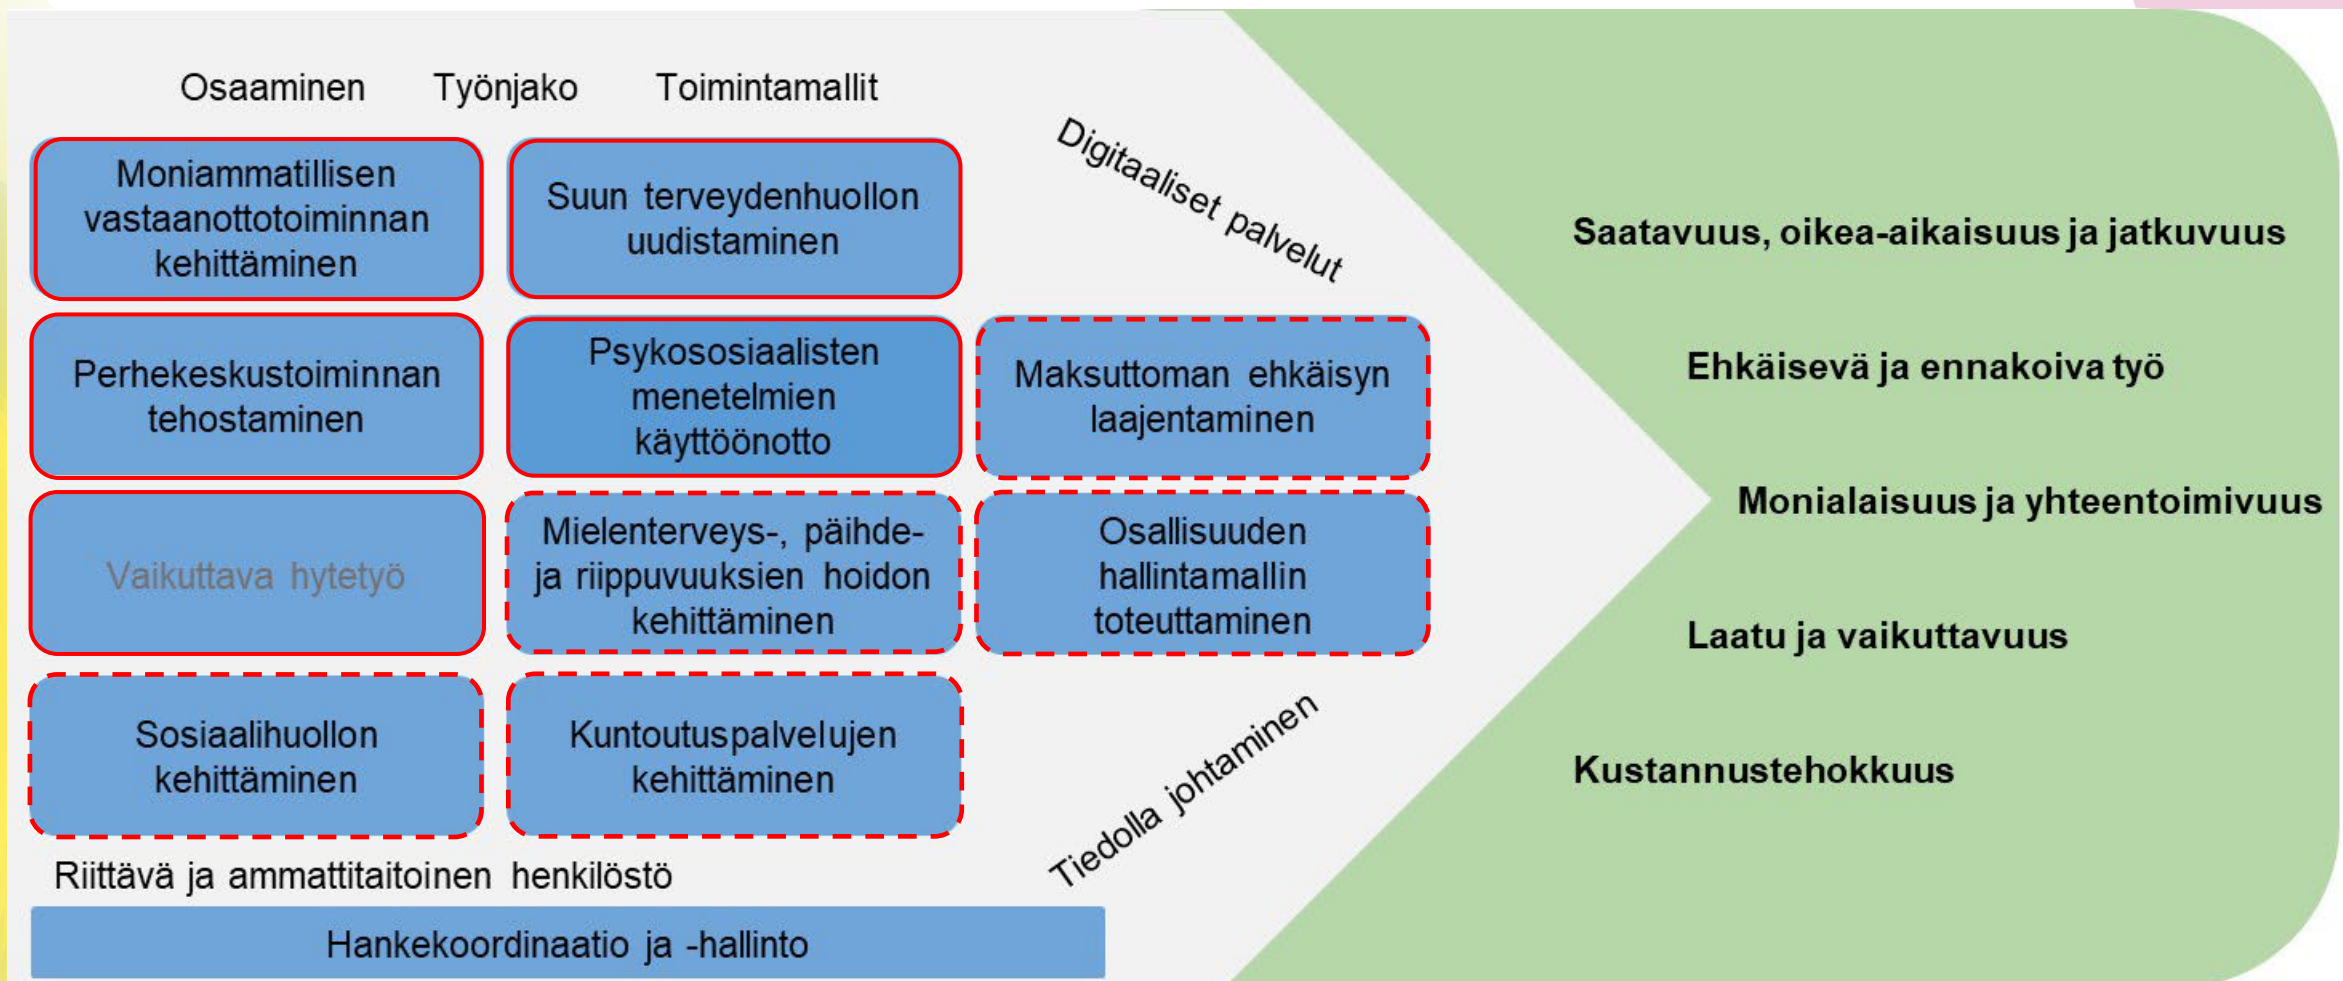 Osaaminen Työnjako Toimintamallit
Moniammatillisen
vastaanottotoiminnan
kehittäminen
Suun terveydenhuollon
uudistaminen
Digitaaliset palvelut
Perhekeskustoiminnan
tehostaminen
Psykososiaalisten
menetelmien
käyttöönotto
Maksuttoman ehkäisyn
laajentaminen
Vaikuttava hytetyö
Mielenterveys-, päihde-
ja riippuvuuksien hoidon
kehittäminen
Osallisuuden
hallintamallin
toteuttaminen
Sosiaalihuollon
kehittäminen
Kuntoutuspalvelujen
kehittäminen
Tiedolla johtaminen
Riittävä ja ammattitaitoinen henkilöstö
Hankekoordinaatio ja -hallinto
Saatavuus, oikea-aikaisuus ja jatkuvuus
Ehkäisevä ja ennakoiva työ
Monialaisuus ja yhteentoimivuus
Laatu ja vaikuttavuus
Kustannustehokkuus